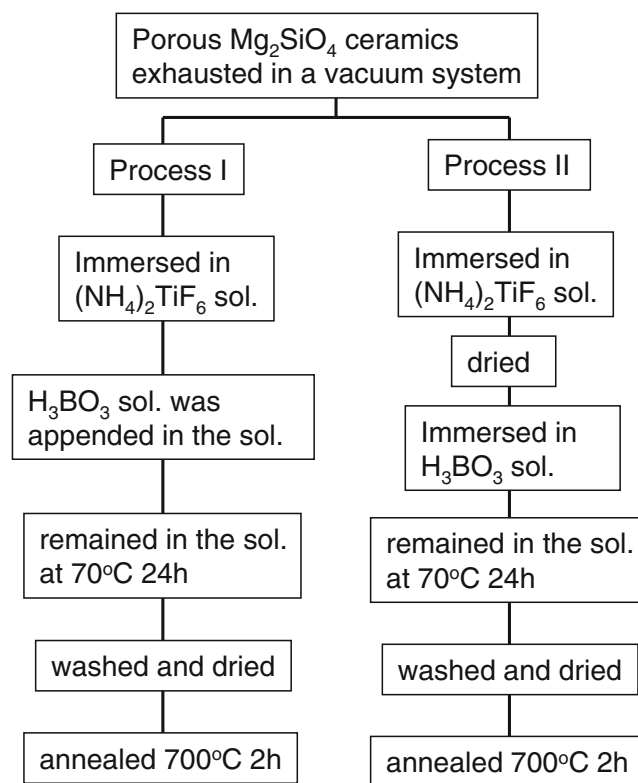 Porous Mg₂SiO₄ ceramics
exhausted in a vacuum system
Process I
Immersed in
(NH₄)₂TiF₆ sol.
H₃BO₃ sol. was
appended in the sol.
remained in the sol.
at 70°C 24h
washed and dried
annealed 700°C 2h
Process II
Immersed in
(NH₄)₂TiF₆ sol.
dried
Immersed in
H₃BO₃ sol.
remained in the sol.
at 70°C 24h
washed and dried
annealed 700°C 2h